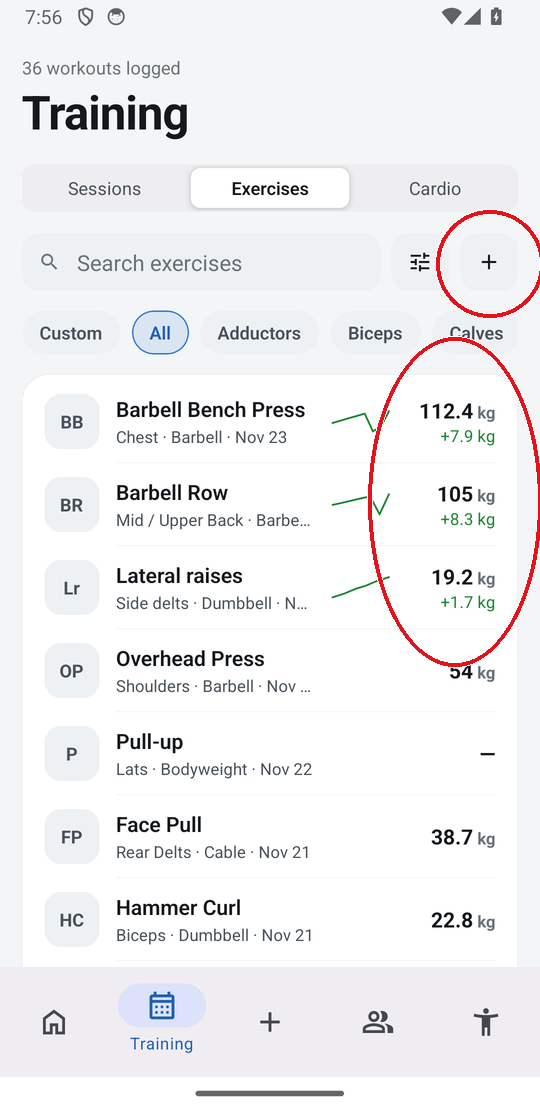 7:56
36 workouts logged
Training
Sessions Exercises Cardio
Search exercises
Custom All Adductors Biceps Calves
BB Barbell Bench Press 112.4 kg
Chest · Barbell · Nov 23 +7.9 kg
BR Barbell Row 105 kg
Mid / Upper Back · Barbe... +8.3 kg
Lr Lateral raises 19.2 kg
Side delts · Dumbbell · N... +1.7 kg
OP Overhead Press 54 kg
Shoulders · Barbell · Nov ...
P Pull-up –
Lats · Bodyweight · Nov 22
FP Face Pull 38.7 kg
Rear Delts · Cable · Nov 21
HC Hammer Curl 22.8 kg
Biceps · Dumbbell · Nov 21
Training